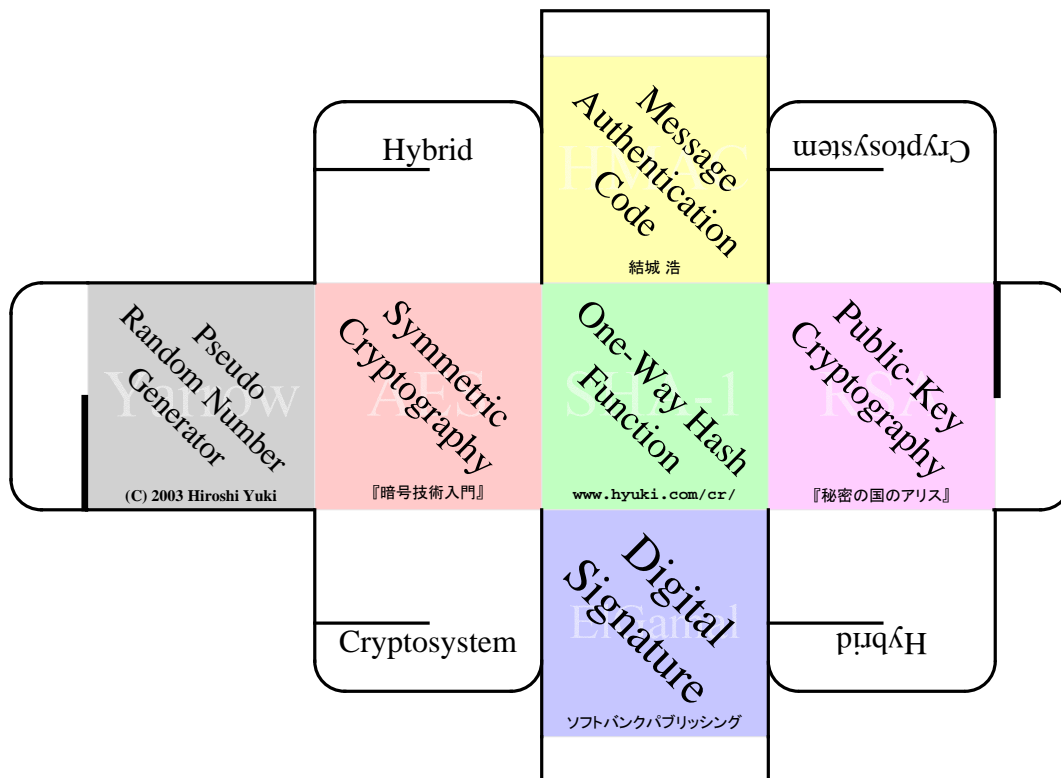 Message
Authentication
Code
HMAC
結城 浩
Hybrid
Cryptosystem
Pseudo
Random Number
Generator
Yarrow
(C) 2003 Hiroshi Yuki
Symmetric
Cryptography
AES
『暗号技術入門』
One-Way Hash
Function
SHA-1
www.hyuki.com/cr/
Public-Key
Cryptography
RSA
『秘密の国のアリス』
Cryptosystem
Digital
Signature
ElGamal
ソフトバンクパブリッシング
Hybrid